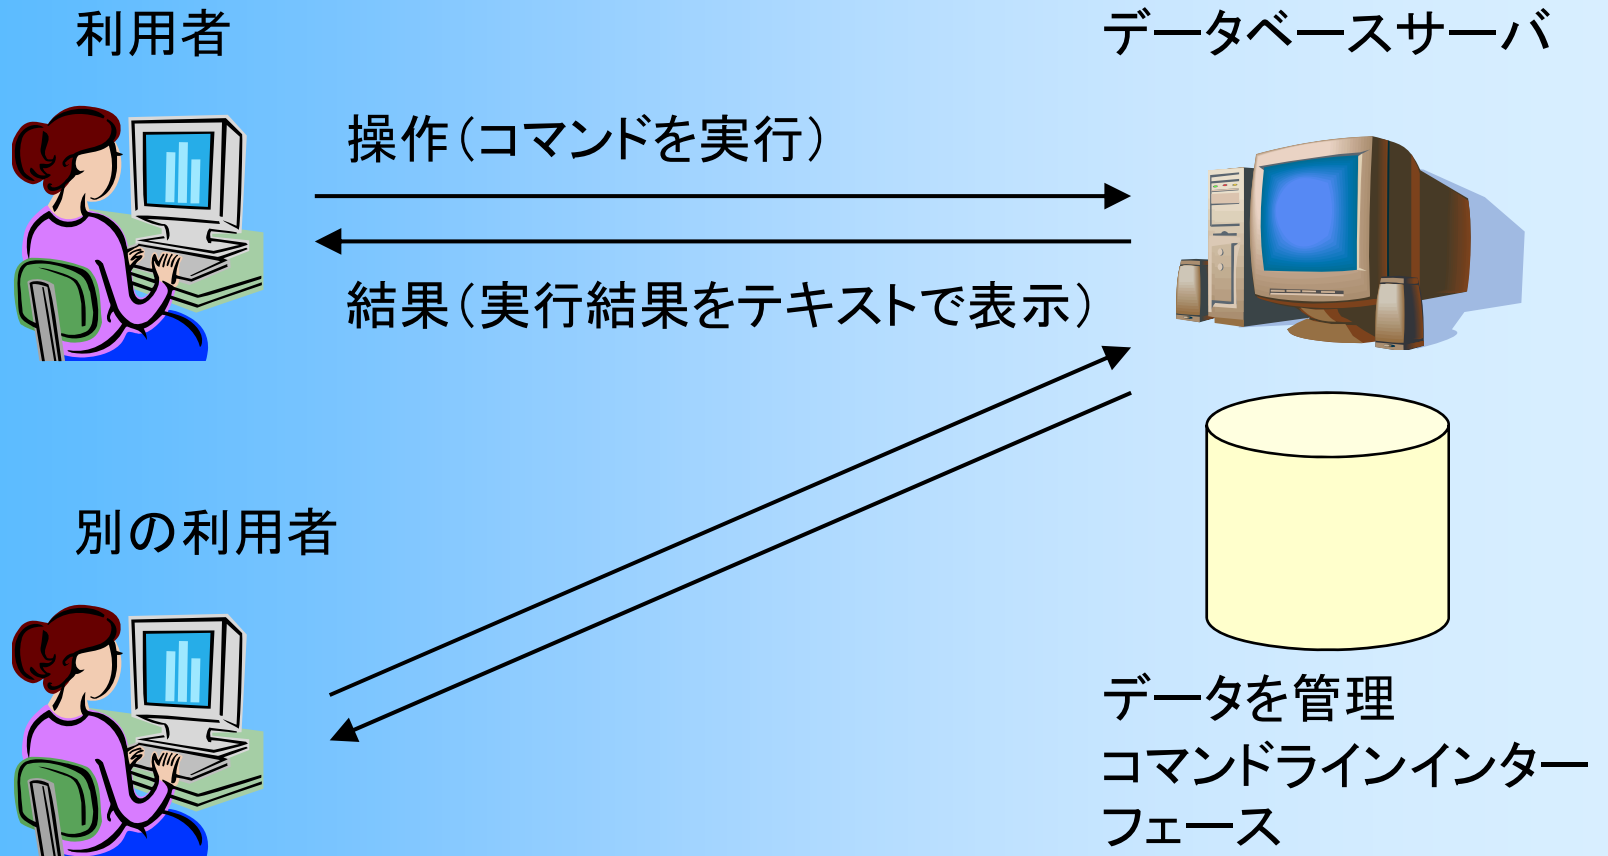 利用者
データベースサーバ
操作（コマンドを実行）
結果（実行結果をテキストで表示）
別の利用者
データを管理
コマンドラインインター
フェース